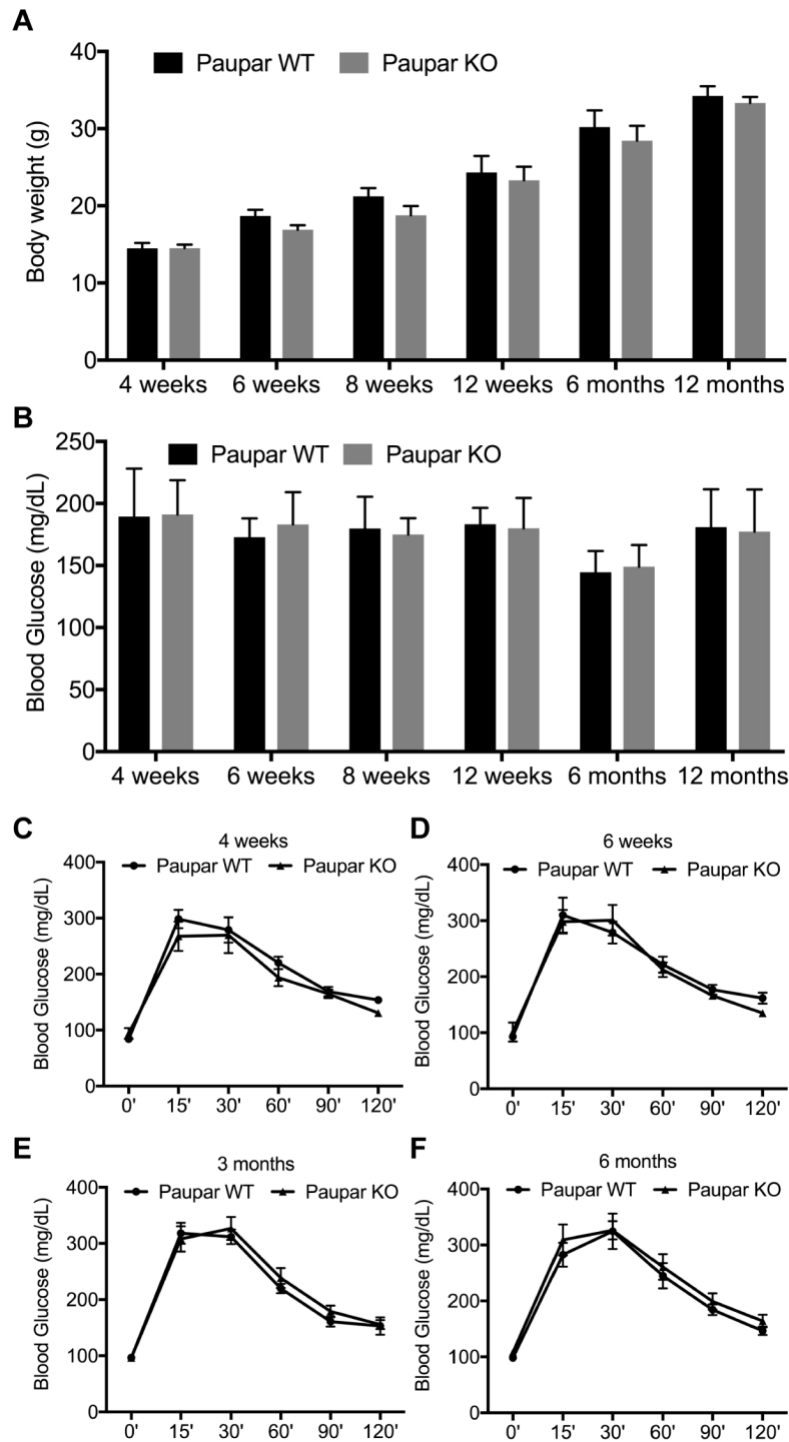 A
Paupar WT Paupar KO
Body weight (g)
40
30
20
10
0
4 weeks 6 weeks 8 weeks 12 weeks 6 months 12 months
B
Paupar WT Paupar KO
Blood Glucose (mg/dL)
250
200
150
100
50
0
4 weeks 6 weeks 8 weeks 12 weeks 6 months 12 months
C
4 weeks
Paupar WT Paupar KO
Blood Glucose (mg/dL)
400
300
200
100
0
0' 15' 30' 60' 90' 120'
D
6 weeks
Paupar WT Paupar KO
Blood Glucose (mg/dL)
400
300
200
100
0
0' 15' 30' 60' 90' 120'
E
3 months
Paupar WT Paupar KO
Blood Glucose (mg/dL)
400
300
200
100
0
0' 15' 30' 60' 90' 120'
F
6 months
Paupar WT Paupar KO
Blood Glucose (mg/dL)
400
300
200
100
0
0' 15' 30' 60' 90' 120'